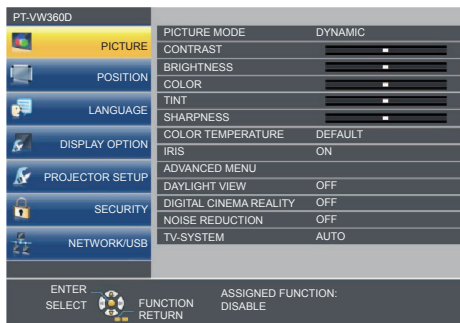 PT-VW360D
PICTURE
POSITION
LANGUAGE
DISPLAY OPTION
PROJECTOR SETUP
SECURITY
NETWORK/USB
PICTURE MODE DYNAMIC
CONTRAST
BRIGHTNESS
COLOR
TINT
SHARPNESS
COLOR TEMPERATURE DEFAULT
IRIS ON
ADVANCED MENU
DAYLIGHT VIEW OFF
DIGITAL CINEMA REALITY OFF
NOISE REDUCTION OFF
TV-SYSTEM AUTO
ENTER
SELECT
FUNCTION
RETURN
ASSIGNED FUNCTION:
DISABLE